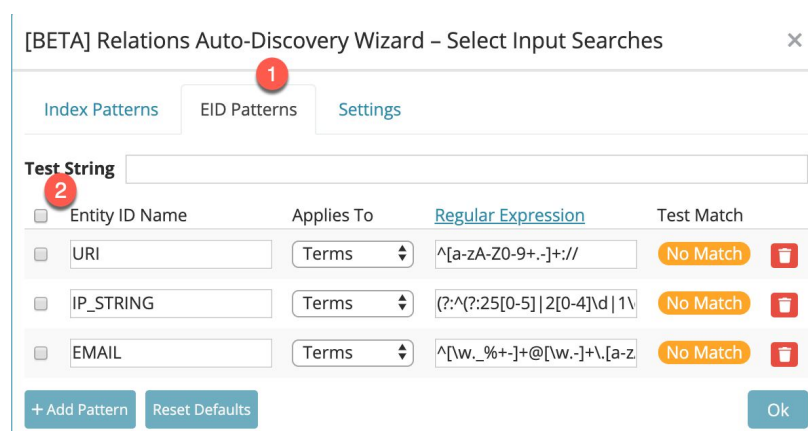 [BETA] Relations Auto-Discovery Wizard – Select Input Searches ×
1
Index Patterns EID Patterns Settings
Test String
2
Entity ID Name Applies To Regular Expression Test Match
URI Terms ^[a-zA-Z0-9+.-]+:// No Match
IP_STRING Terms (?:^(?:25[0-5]|2[0-4]\d|1\ No Match
EMAIL Terms ^[\w._%+-]+@[\w.-]+\.[a-z. No Match
+ Add Pattern Reset Defaults Ok